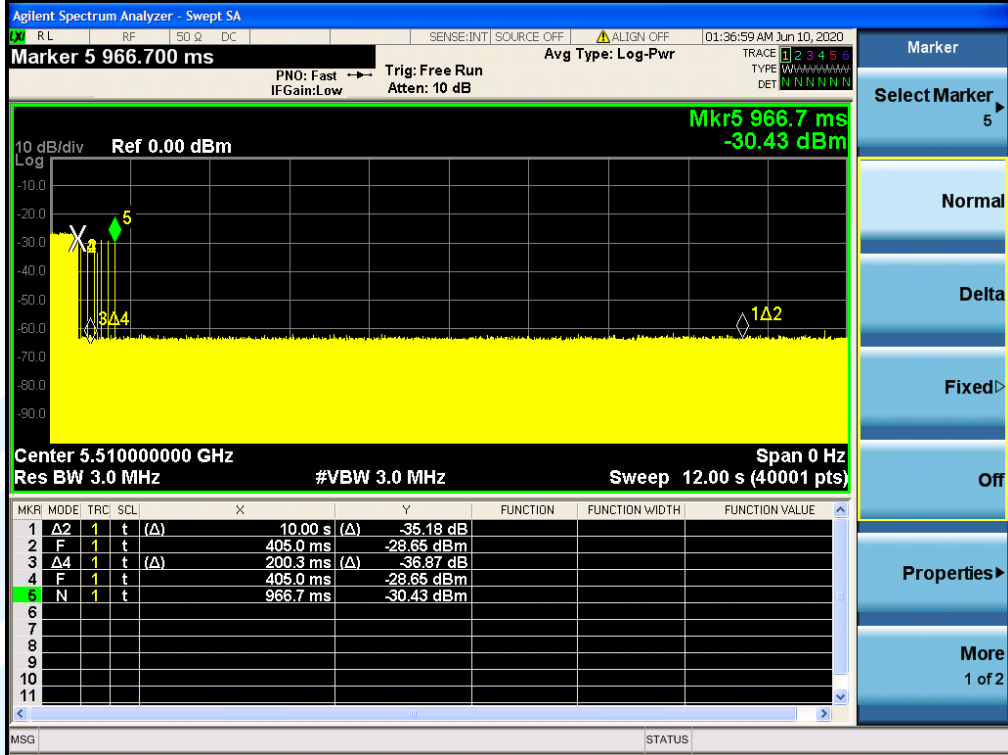 Agilent Spectrum Analyzer - Swept SA
LXI RL RF 50 Ω DC SENSE:INT SOURCE OFF ALIGN OFF 01:36:59 AM Jun 10, 2020
Marker 5 966.700 ms
PNO: Fast
IFGain:Low
Trig: Free Run
Atten: 10 dB
Avg Type: Log-Pwr
TRACE 1 2 3 4 5 6
TYPE WWWWWW
DET N N N N N N
Mkr5 966.7 ms
-30.43 dBm
10 dB/div Ref 0.00 dBm
Log
-10.0
-20.0
-30.0
-40.0
-50.0
-60.0
-70.0
-80.0
-90.0
5
3Δ4
1Δ2
Center 5.510000000 GHz Span 0 Hz
Res BW 3.0 MHz #VBW 3.0 MHz Sweep 12.00 s (40001 pts)
MKR MODE TRC SCL X Y FUNCTION FUNCTION WIDTH FUNCTION VALUE
1 Δ2 1 t (Δ) 10.00 s (Δ) -35.18 dB
2 F 1 t 405.0 ms -28.65 dBm
3 Δ4 1 t (Δ) 200.3 ms (Δ) -36.87 dB
4 F 1 t 405.0 ms -28.65 dBm
5 N 1 t 966.7 ms -30.43 dBm
6
7
8
9
10
11
MSG STATUS
Marker
Select Marker
5
Normal
Delta
Fixed
Off
Properties
More
1 of 2